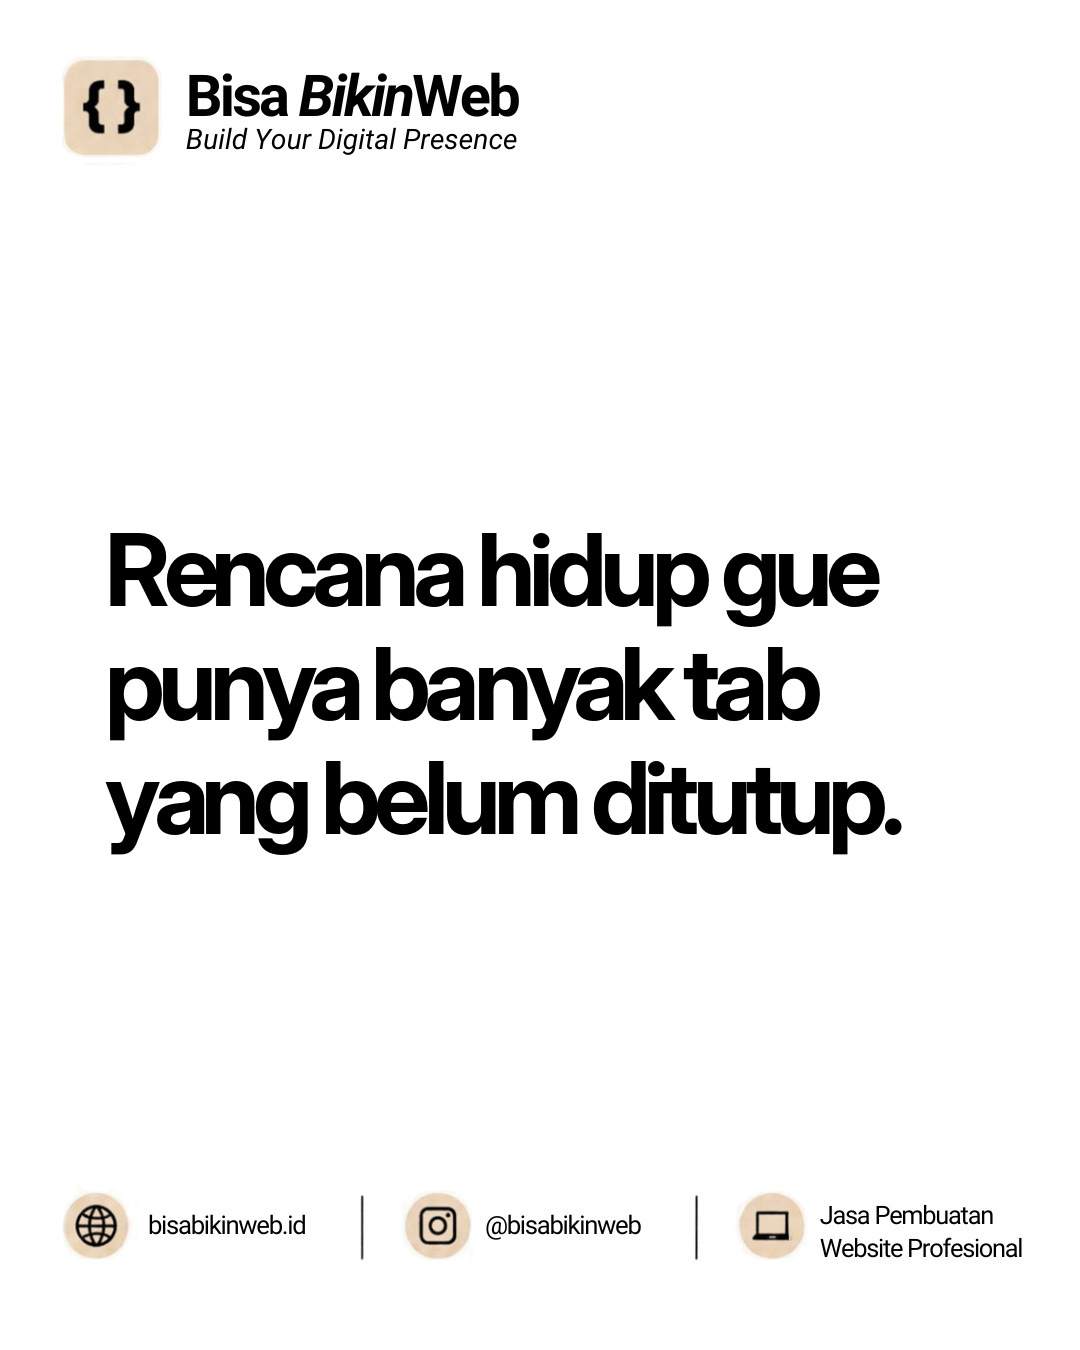 { }
Bisa BikinWeb
Build Your Digital Presence
Rencana hidup gue
punya banyak tab
yang belum ditutup.
bisabikinweb.id
@bisabikinweb
Jasa Pembuatan
Website Profesional